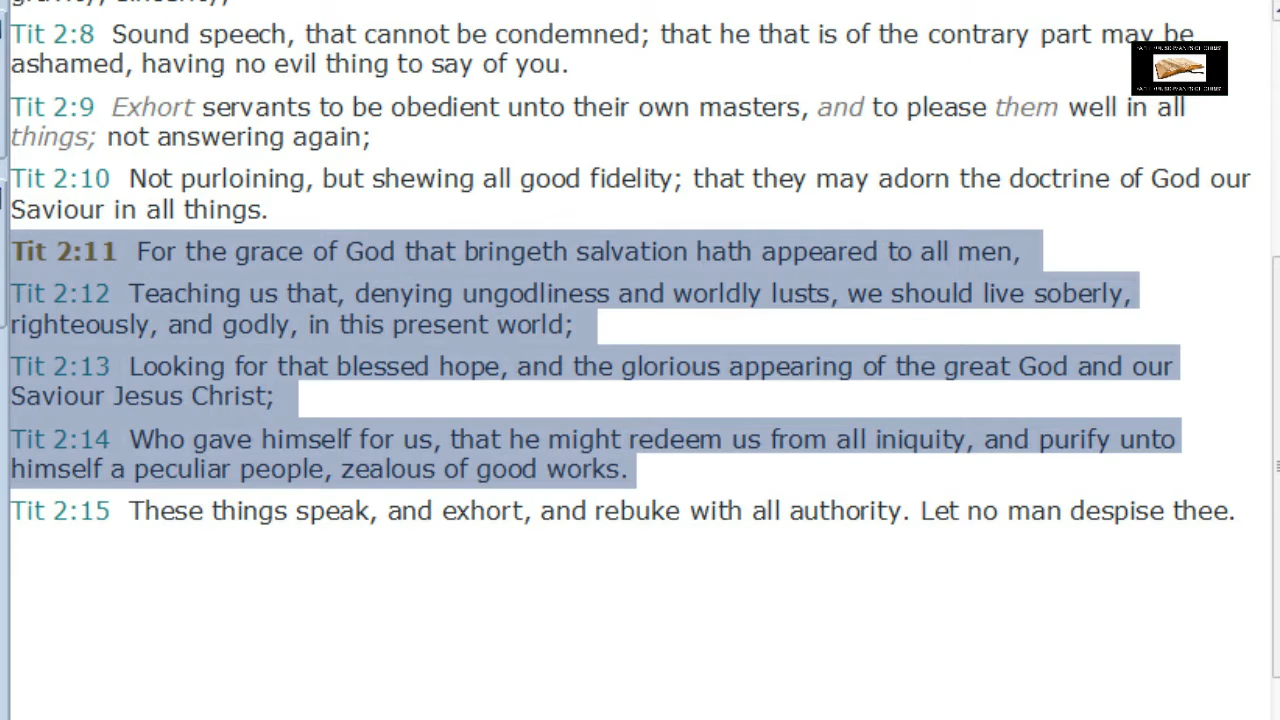 gravity, sincerity,
Tit 2:8 Sound speech, that cannot be condemned; that he that is of the contrary part may be
ashamed, having no evil thing to say of you.
Tit 2:9 Exhort servants to be obedient unto their own masters, and to please them well in all
things; not answering again;
Tit 2:10 Not purloining, but shewing all good fidelity; that they may adorn the doctrine of God our
Saviour in all things.
Tit 2:11 For the grace of God that bringeth salvation hath appeared to all men,
Tit 2:12 Teaching us that, denying ungodliness and worldly lusts, we should live soberly,
righteously, and godly, in this present world;
Tit 2:13 Looking for that blessed hope, and the glorious appearing of the great God and our
Saviour Jesus Christ;
Tit 2:14 Who gave himself for us, that he might redeem us from all iniquity, and purify unto
himself a peculiar people, zealous of good works.
Tit 2:15 These things speak, and exhort, and rebuke with all authority. Let no man despise thee.